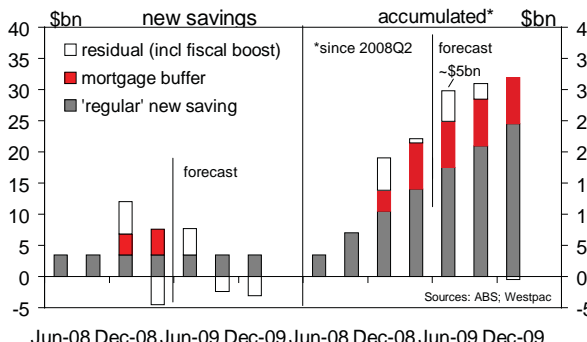 $bn new savings accumulated* $bn
residual (incl fiscal boost)
mortgage buffer
'regular' new saving
*since 2008Q2
forecast
~$5bn
forecast
40
35
30
25
20
15
10
5
0
-5
Sources: ABS; Westpac
Jun-08 Dec-08 Jun-09 Dec-09 Jun-08 Dec-08 Jun-09 Dec-09